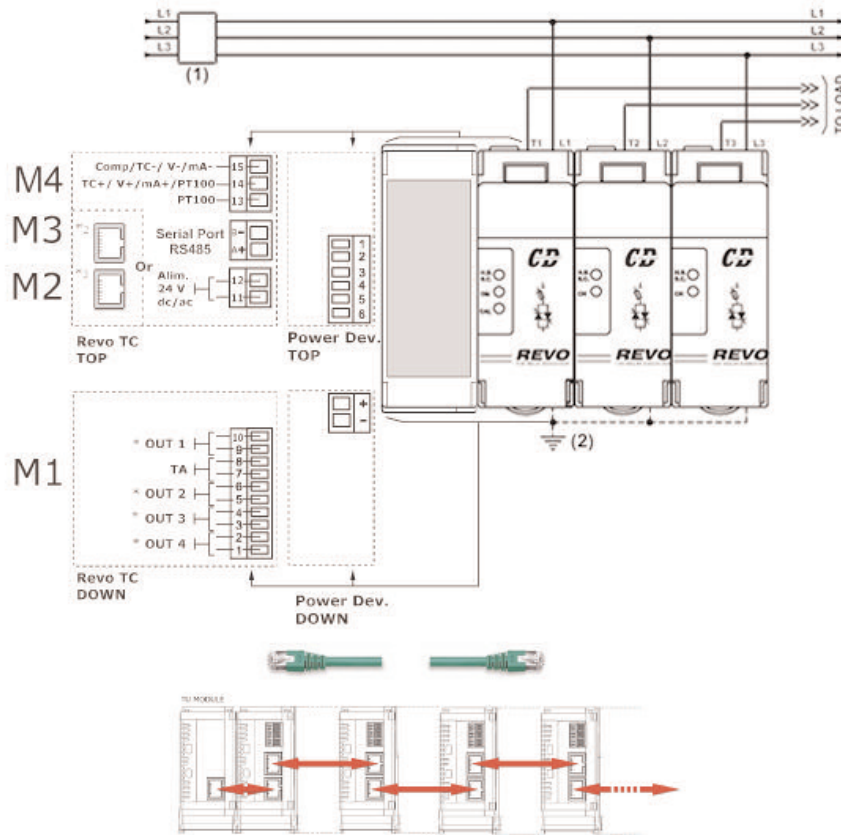 L1
L2
L3
(1)
L1
L2
L3
TO LOAD
T1
L1
T2
L2
T3
L3
M4
Comp/TC-/ V-/mA-
15
TC+/ V+/mA+/PT100
14
PT100
13
M3
Serial Port
RS485
B-
A+
Or
M2
Alim.
24 V
dc/ac
12
11
Revo TC
TOP
1
2
3
4
5
6
Power Dev.
TOP
CD
CD
CD
ON
ON
REVO
REVO
REVO
+
-
(2)
M1
* OUT 1
10
9
TA
8
7
* OUT 2
6
5
* OUT 3
4
3
* OUT 4
2
1
Revo TC
DOWN
Power Dev.
DOWN
TU MODULE